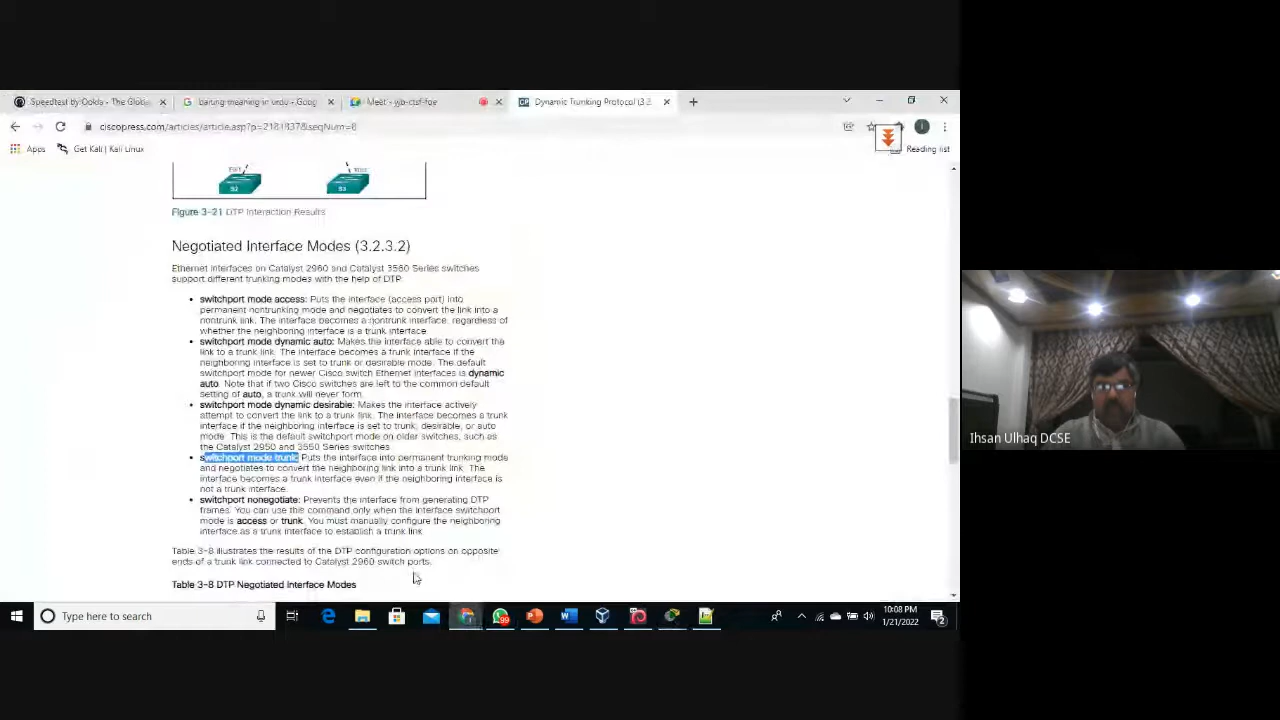 Speedtest by Ookla - The Globa
baring meaning in urdu - Goog
Meet - yjb-ctsf-foe
Dynamic Trunking Protocol (3.2.
ciscopress.com/articles/article.asp?p=2181837&seqNum=8
Apps
Get Kali | Kali Linux
Reading list
S2
S3
Figure 3-21 DTP Interaction Results
Negotiated Interface Modes (3.2.3.2)
Ethernet interfaces on Catalyst 2960 and Catalyst 3560 Series switches
support different trunking modes with the help of DTP
switchport mode access: Puts the interface (access port) into
permanent nontrunking mode and negotiates to convert the link into a
nontrunk link. The interface becomes a nontrunk interface, regardless of
whether the neighboring interface is a trunk interface.
switchport mode dynamic auto: Makes the interface able to convert the
link to a trunk link. The interface becomes a trunk interface if the
neighboring interface is set to trunk or desirable mode. The default
switchport mode for newer Cisco switch Ethernet interfaces is dynamic
auto. Note that if two Cisco switches are left to the common default
setting of auto, a trunk will never form.
switchport mode dynamic desirable: Makes the interface actively
attempt to convert the link to a trunk link. The interface becomes a trunk
interface if the neighboring interface is set to trunk, desirable, or auto
mode. This is the default switchport mode on older switches, such as
the Catalyst 2950 and 3550 Series switches
switchport mode trunk: Puts the interface into permanent trunking mode
and negotiates to convert the neighboring link into a trunk link. The
interface becomes a trunk interface even if the neighboring interface is
not a trunk interface.
switchport nonegotiate: Prevents the interface from generating DTP
frames. You can use this command only when the interface switchport
mode is access or trunk. You must manually configure the neighboring
interface as a trunk interface to establish a trunk link
Table 3-8 illustrates the results of the DTP configuration options on opposite
ends of a trunk link connected to Catalyst 2960 switch ports.
Table 3-8 DTP Negotiated Interface Modes
Type here to search
99
10:08 PM
1/21/2022
2
Ihsan Ulhaq DCSE